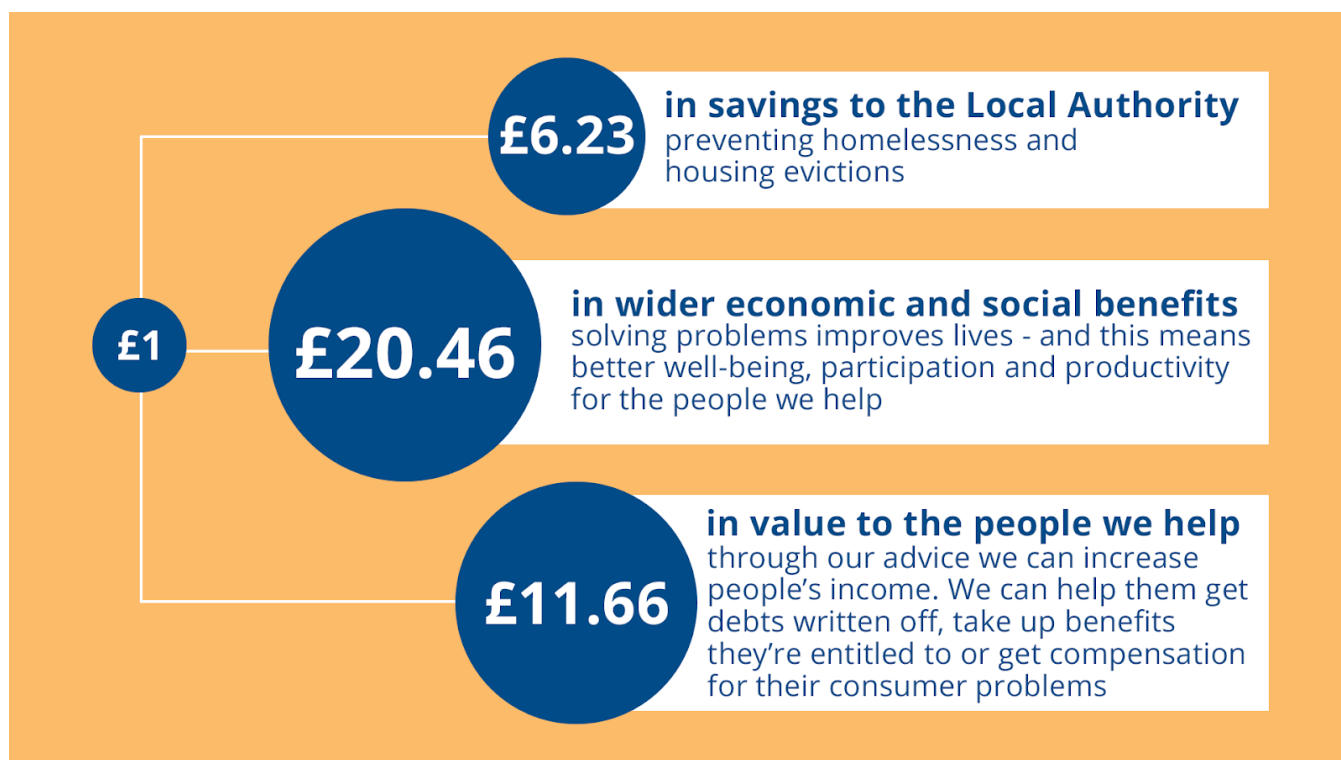 £6.23
in savings to the Local Authority
preventing homelessness and
housing evictions
£1
£20.46
in wider economic and social benefits
solving problems improves lives - and this means
better well-being, participation and productivity
for the people we help
£11.66
in value to the people we help
through our advice we can increase
people’s income. We can help them get
debts written off, take up benefits
they’re entitled to or get compensation
for their consumer problems